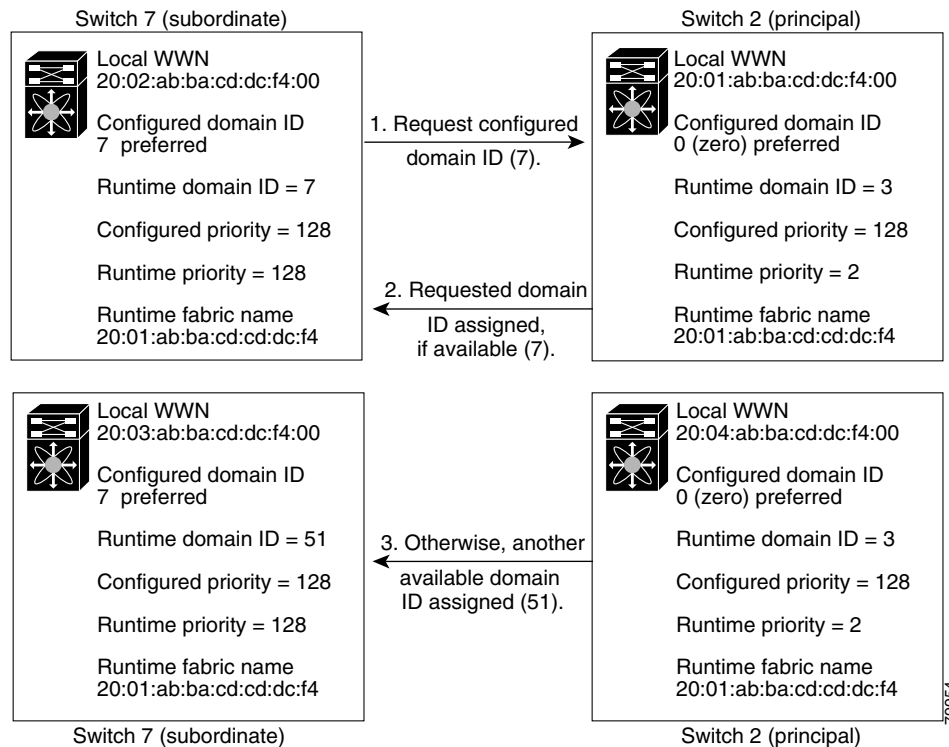 Switch 7 (subordinate)
Local WWN
20:02:ab:ba:cd:dc:f4:00
Configured domain ID
7 preferred
Runtime domain ID = 7
Configured priority = 128
Runtime priority = 128
Runtime fabric name
20:01:ab:ba:cd:cd:dc:f4
1. Request configured
domain ID (7).
2. Requested domain
ID assigned,
if available (7).
Switch 2 (principal)
Local WWN
20:01:ab:ba:cd:dc:f4:00
Configured domain ID
0 (zero) preferred
Runtime domain ID = 3
Configured priority = 128
Runtime priority = 2
Runtime fabric name
20:01:ab:ba:cd:cd:dc:f4
Local WWN
20:03:ab:ba:cd:dc:f4:00
Configured domain ID
7 preferred
Runtime domain ID = 51
Configured priority = 128
Runtime priority = 128
Runtime fabric name
20:01:ab:ba:cd:cd:dc:f4
Switch 7 (subordinate)
3. Otherwise, another
available domain
ID assigned (51).
Local WWN
20:04:ab:ba:cd:dc:f4:00
Configured domain ID
0 (zero) preferred
Runtime domain ID = 3
Configured priority = 128
Runtime priority = 2
Runtime fabric name
20:01:ab:ba:cd:cd:dc:f4
Switch 2 (principal)